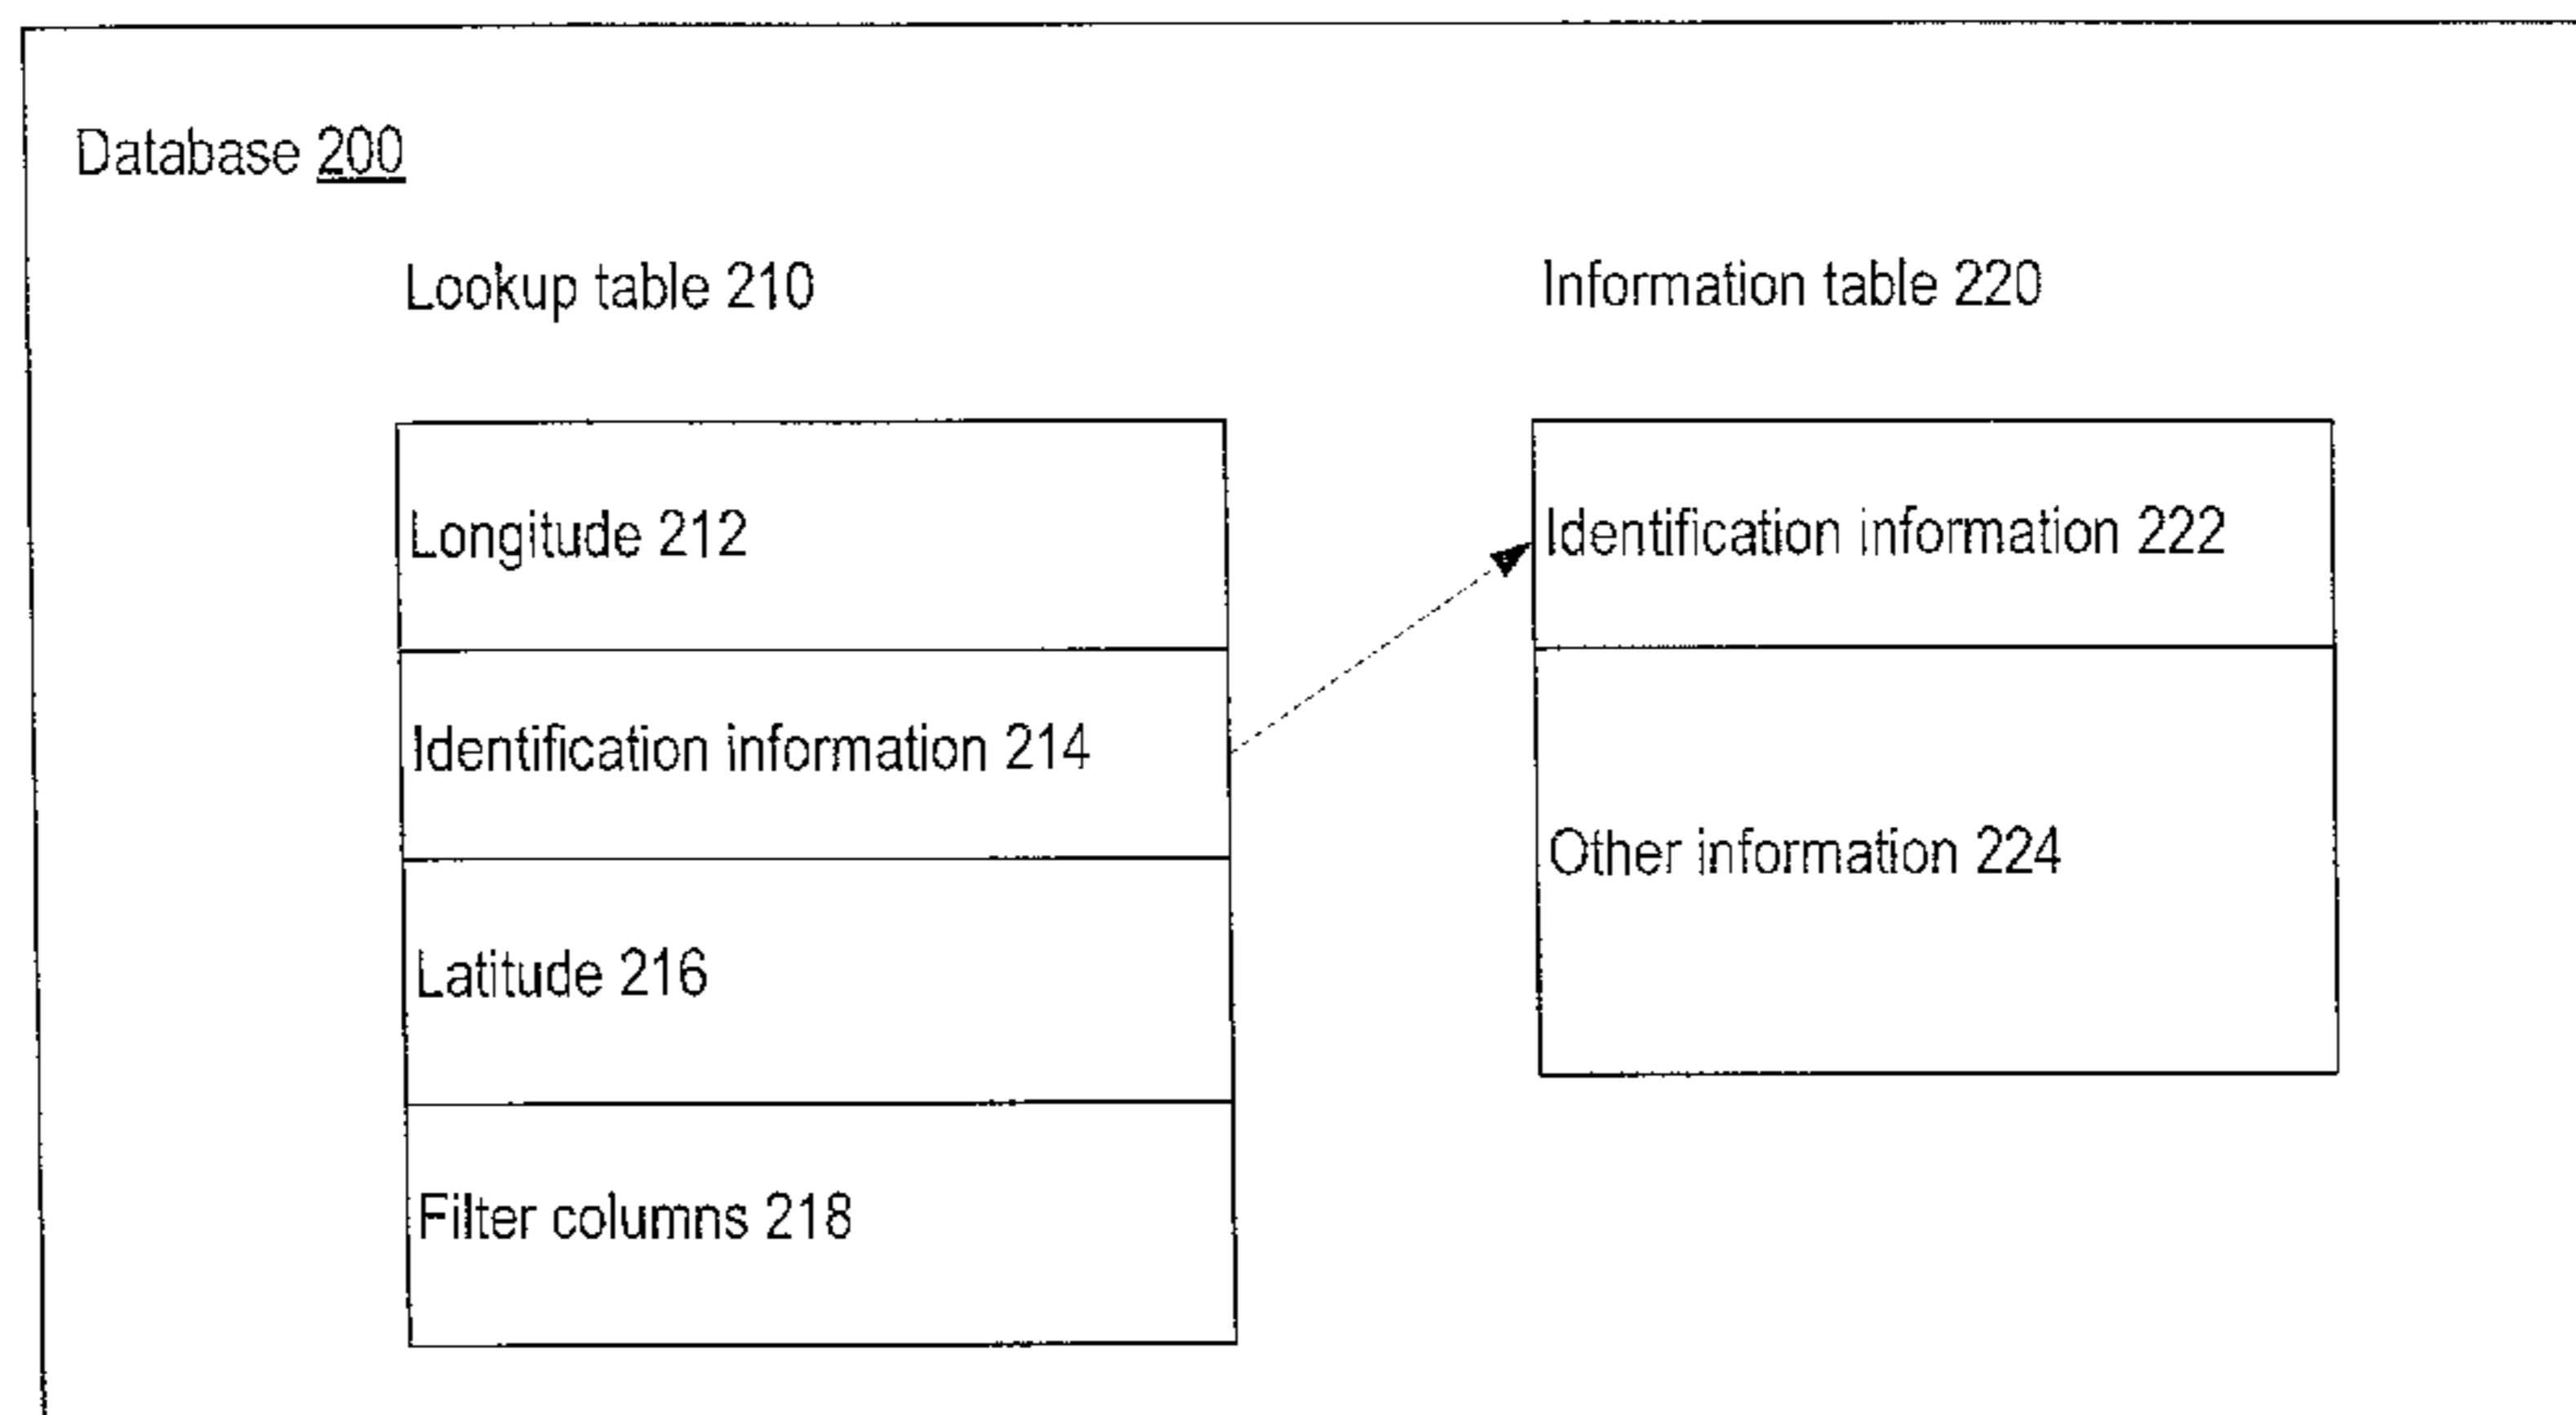 Database 200
Lookup table 210
Information table 220
Longitude 212
Identification information 214
Latitude 216
Filter columns 218
Identification information 222
Other information 224